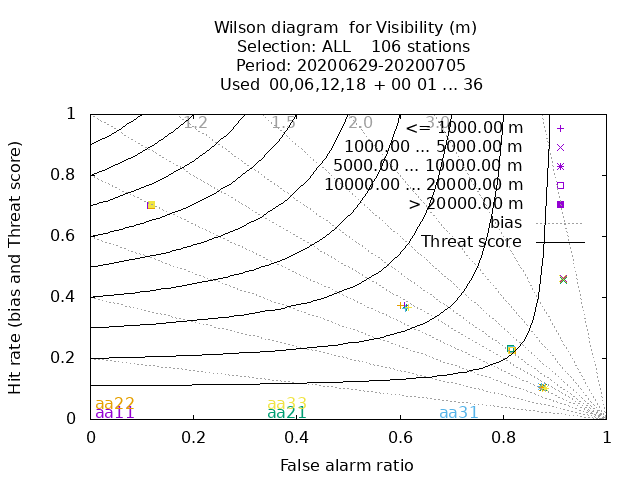 Wilson diagram  for Visibility (m)
Selection: ALL    106 stations
Period: 20200629-20200705
Used  00,06,12,18  + 00 01 ... 36
Hit rate (bias and Threat score)
1
0.8
0.6
0.4
0.2
0
1.2
1.5
2.0
3.0
<= 1000.00 m
1000.00 ... 5000.00 m
5000.00 ... 10000.00 m
10000.00 ... 20000.00 m
> 20000.00 m
bias
Threat score
aa22
aa33
aa11
aa21
aa31
0
0.2
0.4
0.6
0.8
1
False alarm ratio